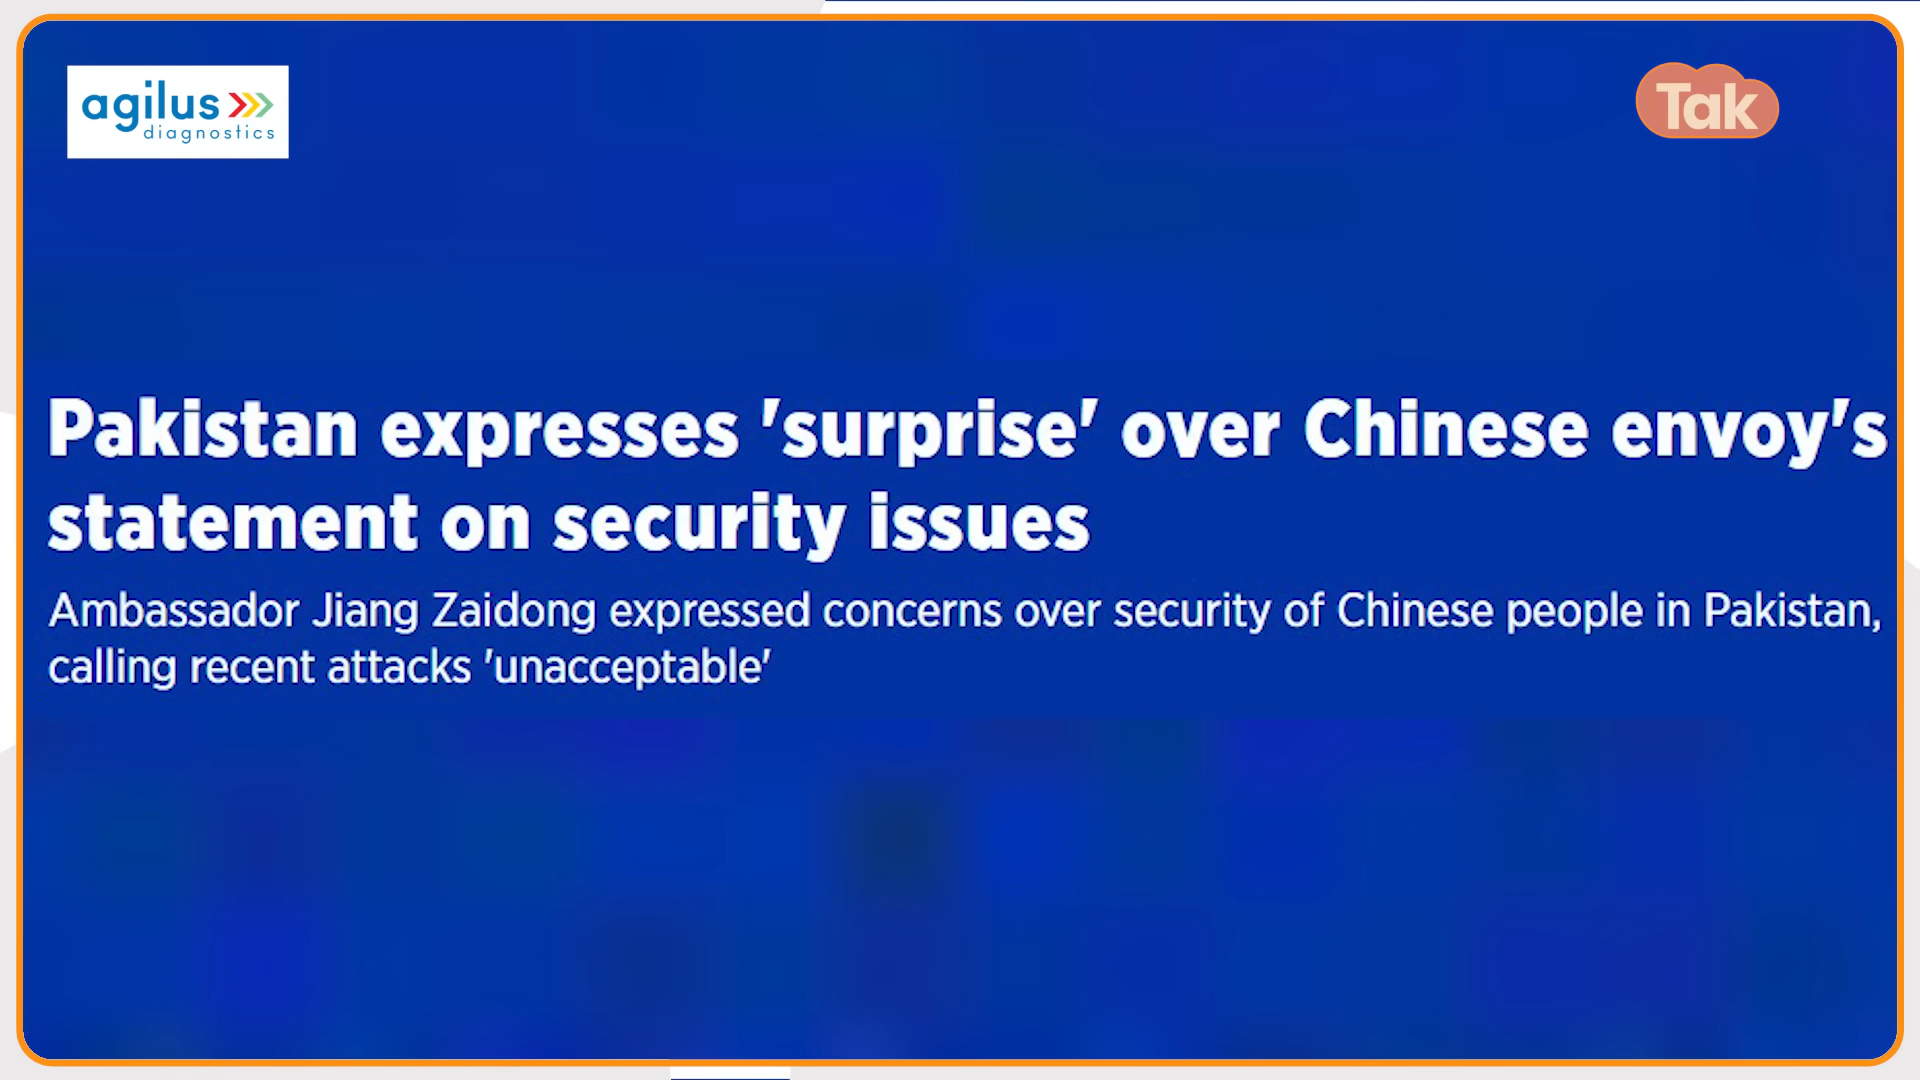 agilus
diagnostics
Tak
Pakistan expresses 'surprise' over Chinese envoy's
statement on security issues
Ambassador Jiang Zaidong expressed concerns over security of Chinese people in Pakistan,
calling recent attacks 'unacceptable'